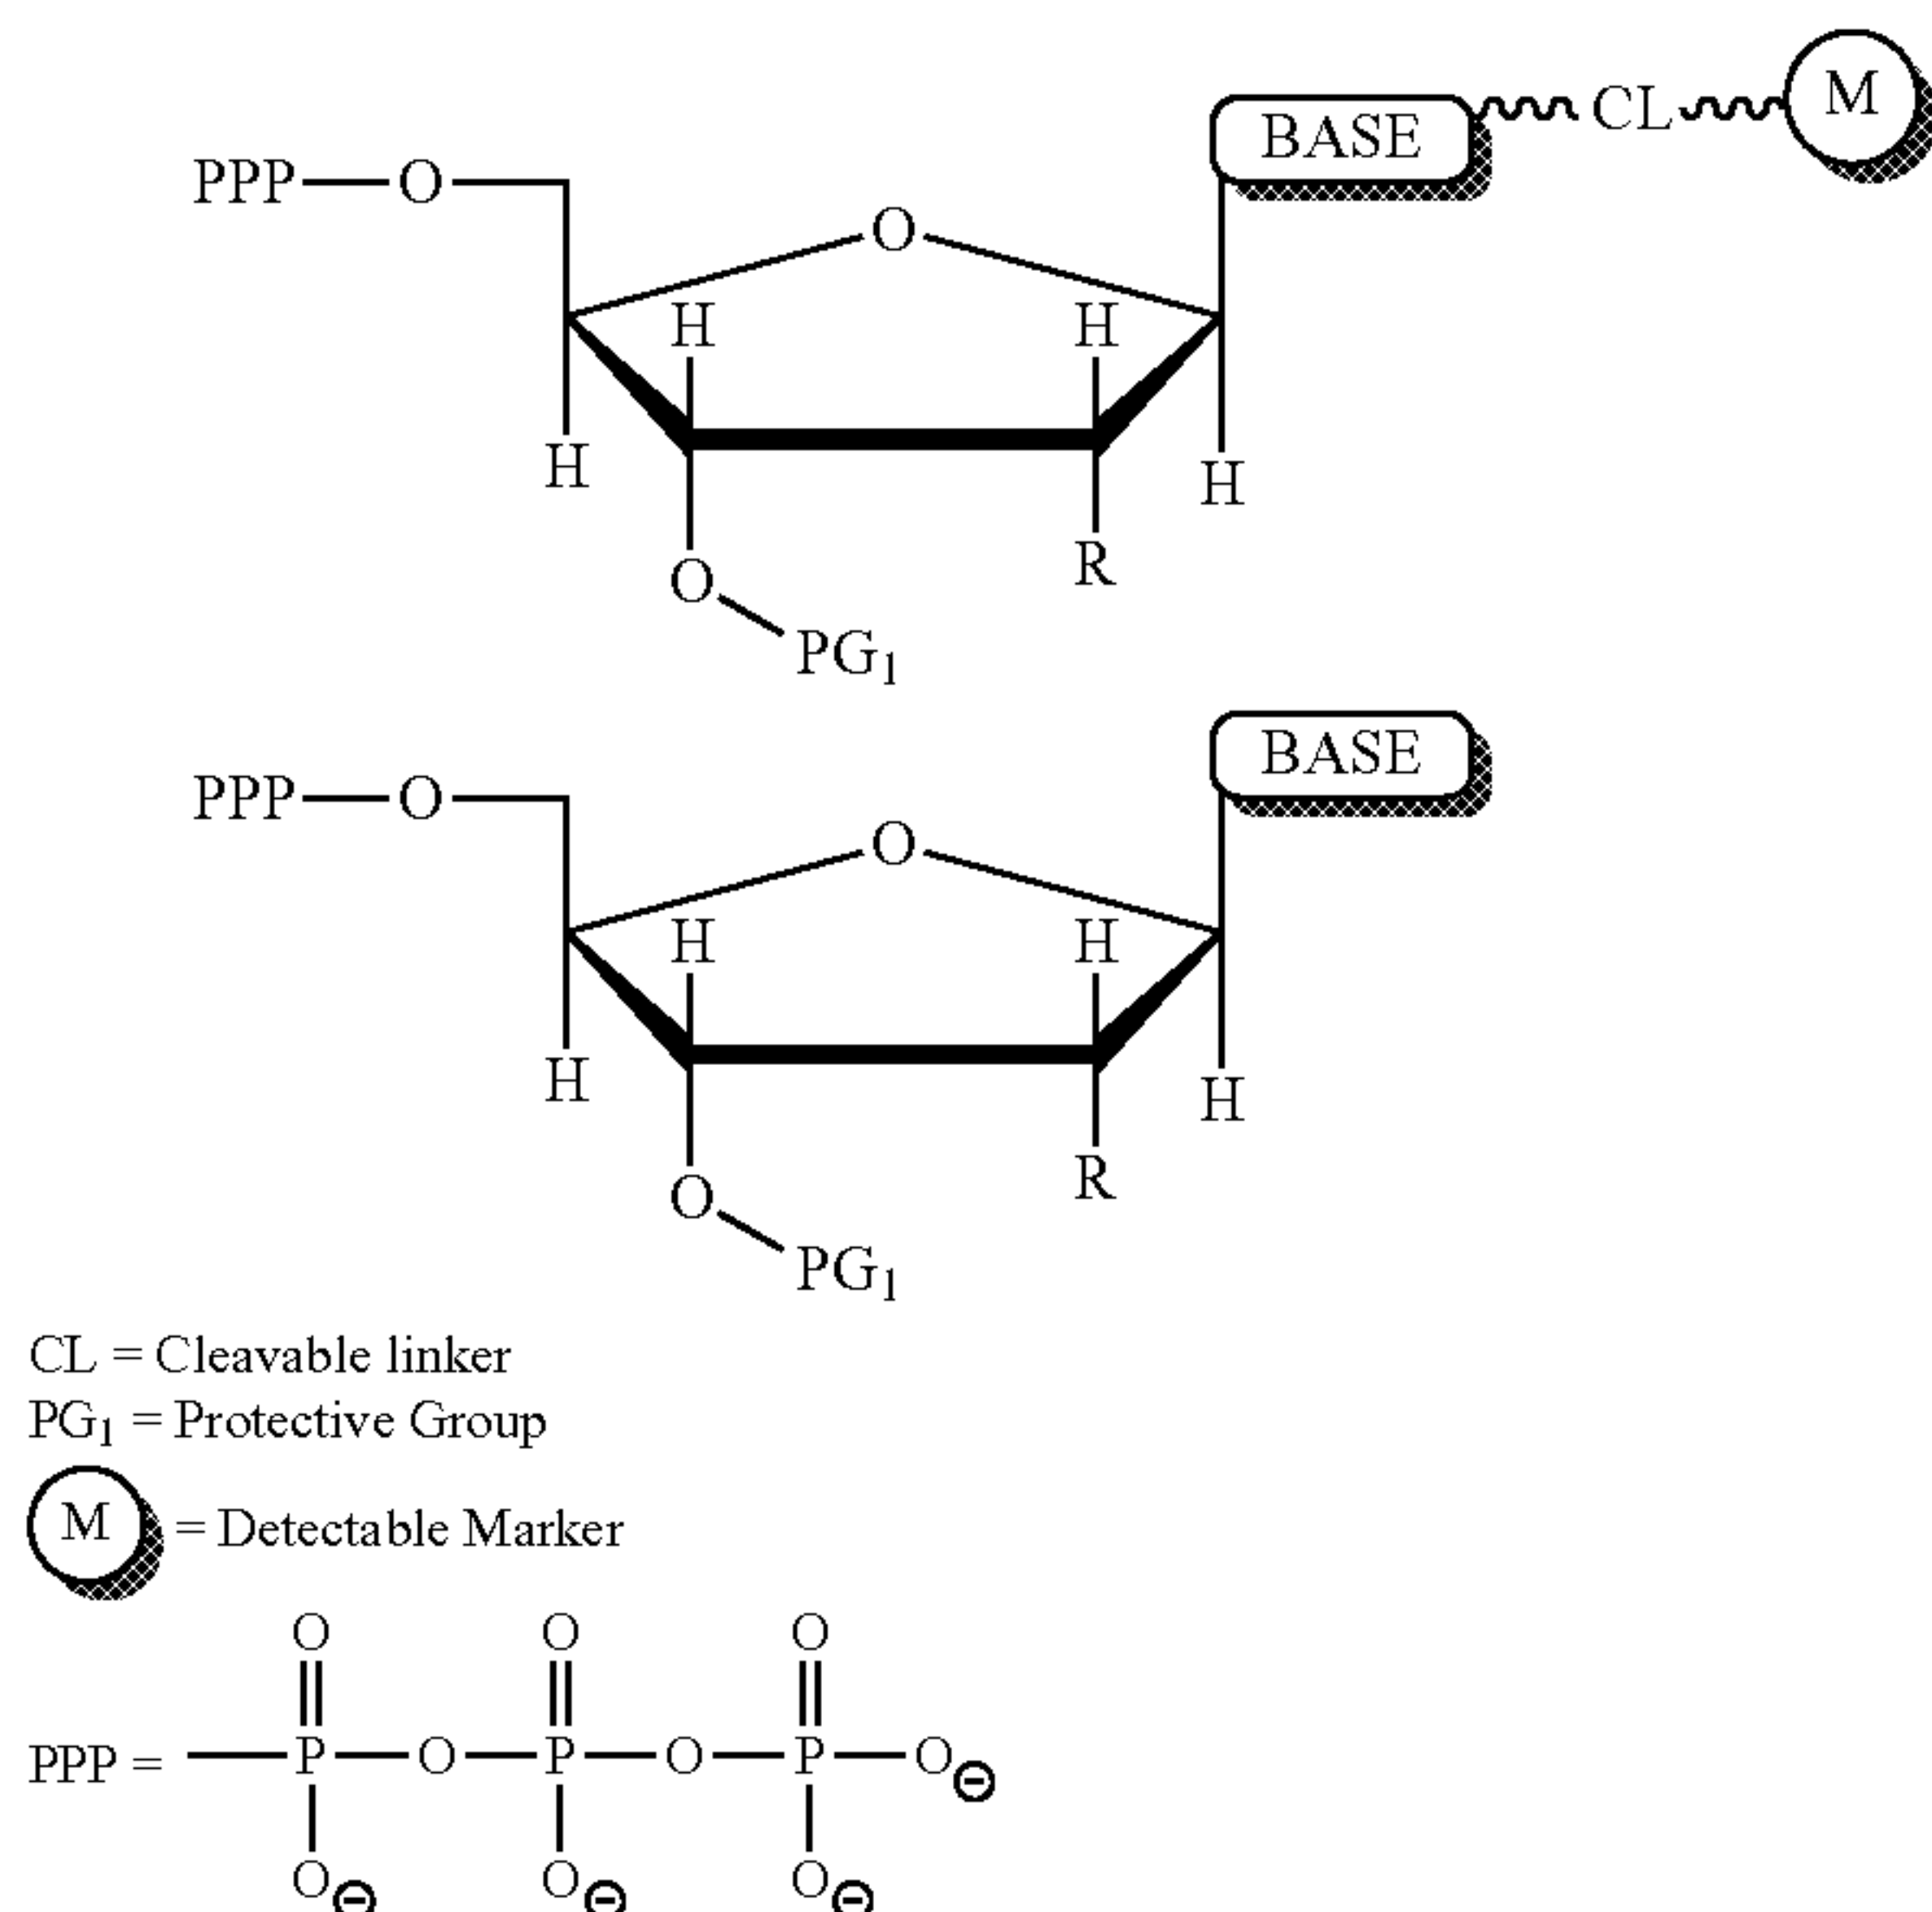 BASE CL M
PPP O
O
H H
H H
O R
PG1
BASE
PPP O
O
H H
H H
O R
PG1
CL = Cleavable linker
PG1 = Protective Group
M = Detectable Marker
O O O
PPP = P O P O P O⊖
O⊖ O⊖ O⊖